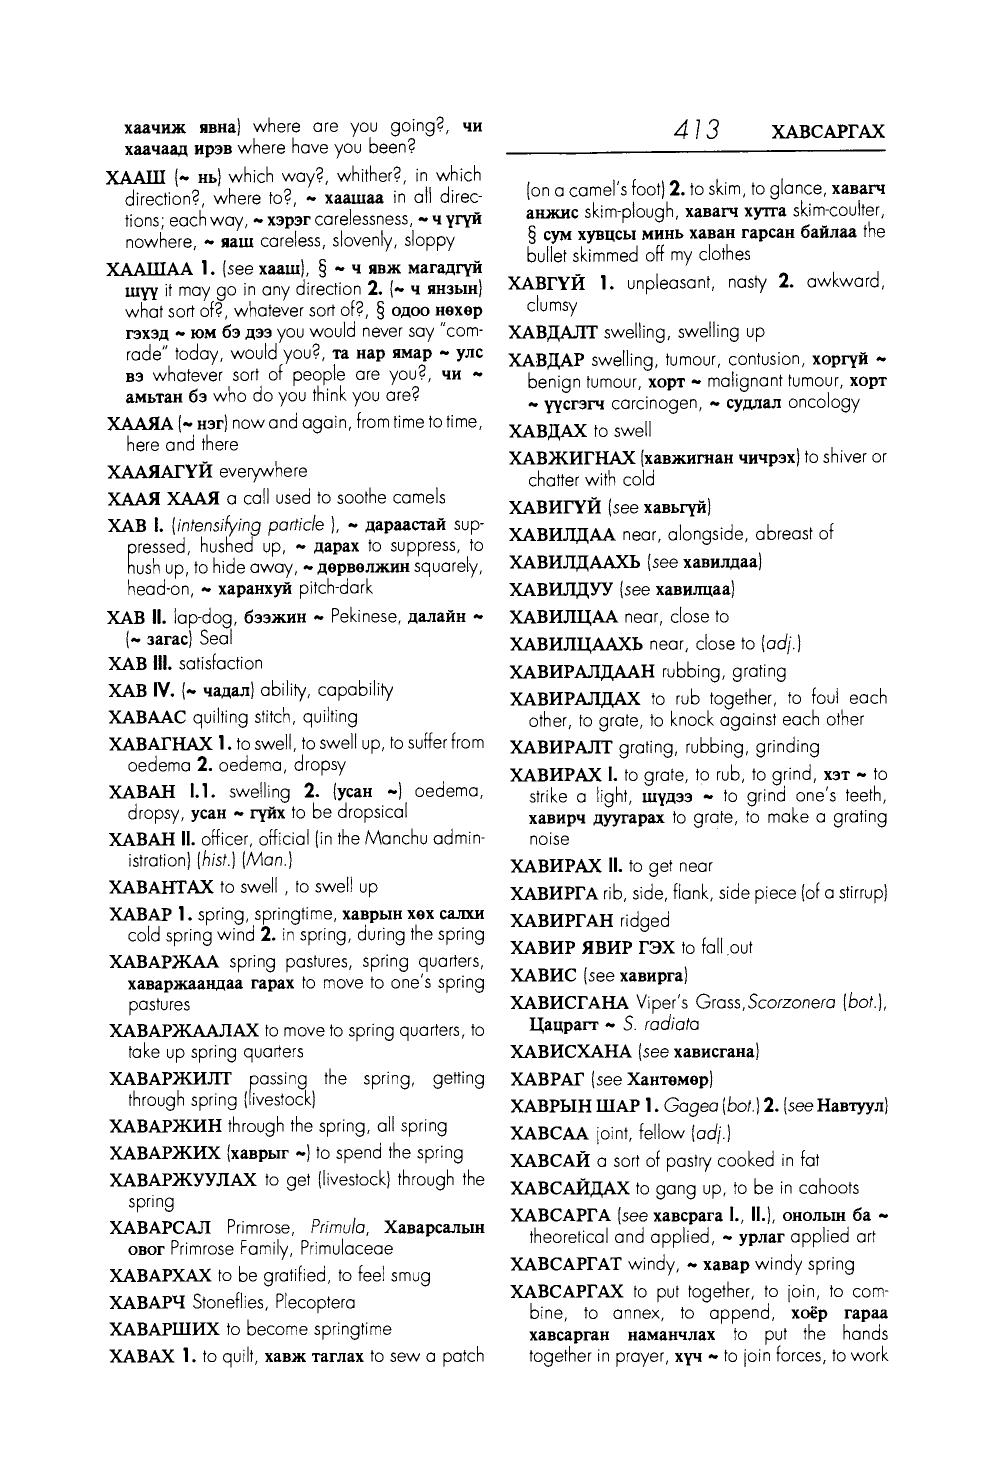 хаачиж явна) where are you going?, чи
хаачаад ирэв where have you been?
ХААШ (~ нь) which way?, whither?, in which
direction?, where to?, ~ хаашаа in all direc-
tions; each way, ~ хэрэг carelessness, ~ ч үгүй
nowhere, ~ яаш careless, slovenly, sloppy
ХААШАА 1. (see хааш), § ~ ч явж магадгүй
шүү it may go in any direction 2. (~ ч янзын)
what sort of?, whatever sort of?, § одоо нөхөр
гэхэд ~ юм бэ дээ you would never say "com-
rade" today, would you?, та нар ямар ~ улс
вэ whatever sort of people are you?, чи ~
амьтан бэ who do you think you are?
ХААЯА (~ нэг) now and again, from time to time,
here and there
ХААЯАГҮЙ everywhere
ХААЯ ХААЯ a call used to soothe camels
ХАВ I. (intensifying particle ), ~ дараастай sup-
pressed, hushed up, ~ дарах to suppress, to
hush up, to hide away, ~ дөрвөлжин squarely,
head-on, ~ харанхуй pitch-dark
ХАВ II. lap-dog, бээжин ~ Pekinese, далайн ~
(~ загас) Seal
ХАВ III. satisfaction
ХАВ IV. (~ чадал) ability, capability
ХАВААС quilting stitch, quilting
ХАВАГНАХ 1. to swell, to swell up, to suffer from
oedema 2. oedema, dropsy
ХАВАН I.1. swelling 2. (усан ~) oedema,
dropsy, усан ~ гүйх to be dropsical
ХАВАН II. officer, official (in the Manchu admin-
istration) (hist.) (Man.)
ХАВАНТАХ to swell , to swell up
ХАВАР 1. spring, springtime, хаврын хөх салхи
cold spring wind 2. in spring, during the spring
ХАВАРЖАА spring pastures, spring quarters,
хаваржаандаа гарах to move to one's spring
pastures
ХАВАРЖААЛАХ to move to spring quarters, to
take up spring quarters
ХАВАРЖИЛТ passing the spring, getting
through spring (livestock)
ХАВАРЖИН through the spring, all spring
ХАВАРЖИХ (хаврыг ~) to spend the spring
ХАВАРЖУУЛАХ to get (livestock) through the
spring
ХАВАРСАЛ Primrose, Primula, Хаварсалын
овог Primrose Family, Primulaceae
ХАВАРХАХ to be gratified, to feel smug
ХАВАРЧ Stoneflies, Plecoptera
ХАВАРШИХ to become springtime
ХАВАХ 1. to quilt, хавж таглах to sew a patch
413 ХАВСАРГАХ
(on a camel's foot) 2. to skim, to glance, хавагч
анжис skim-plough, хавагч хутга skim-coulter,
§ сум хувцсы минь хаван гарсан байлаа the
bullet skimmed off my clothes
ХАВГҮЙ 1. unpleasant, nasty 2. awkward,
clumsy
ХАВДАЛТ swelling, swelling up
ХАВДАР swelling, tumour, contusion, хоргүй ~
benign tumour, хорт ~ malignant tumour, хорт
~ үүсгэгч carcinogen, ~ судлал oncology
ХАВДАХ to swell
ХАВЖИГНАХ (хавжигнан чичрэх) to shiver or
chatter with cold
ХАВИГҮЙ (see хавьгүй)
ХАВИЛДАА near, alongside, abreast of
ХАВИЛДААХЬ (see хавилдаа)
ХАВИЛДУУ (see хавилцаа)
ХАВИЛЦАА near, close to
ХАВИЛЦААХЬ near, close to (adj.)
ХАВИРАЛДААН rubbing, grating
ХАВИРАЛДАХ to rub together, to foul each
other, to grate, to knock against each other
ХАВИРАЛТ grating, rubbing, grinding
ХАВИРАХ I. to grate, to rub, to grind, хэт ~ to
strike a light, шүдээ ~ to grind one's teeth,
хавирч дуугарах to grate, to make a grating
noise
ХАВИРАХ II. to get near
ХАВИРГА rib, side, flank, side piece (of a stirrup)
ХАВИРГАН ridged
ХАВИР ЯВИР ГЭХ to fall out
ХАВИС (see хавирга)
ХАВИСГАНА Viper's Grass, Scorzonera (bot.),
Цацрагт ~ S. radiata
ХАВИСХАНА (see хависгана)
ХАВРАГ (see Хантөмөр)
ХАВРЫН ШАР 1. Gagea (bot.) 2. (see Навтуул)
ХАВСАА joint, fellow (adj.)
ХАВСАЙ a sort of pastry cooked in fat
ХАВСАЙДАХ to gang up, to be in cahoots
ХАВСАРГА (see хавсрага I., II.), онолын ба ~
theoretical and applied, ~ урлаг applied art
ХАВСАРГАТ windy, ~ хавар windy spring
ХАВСАРГАХ to put together, to join, to com-
bine, to annex, to append, хоёр гараа
хавсарган наманчлах to put the hands
together in prayer, хүч ~ to join forces, to work